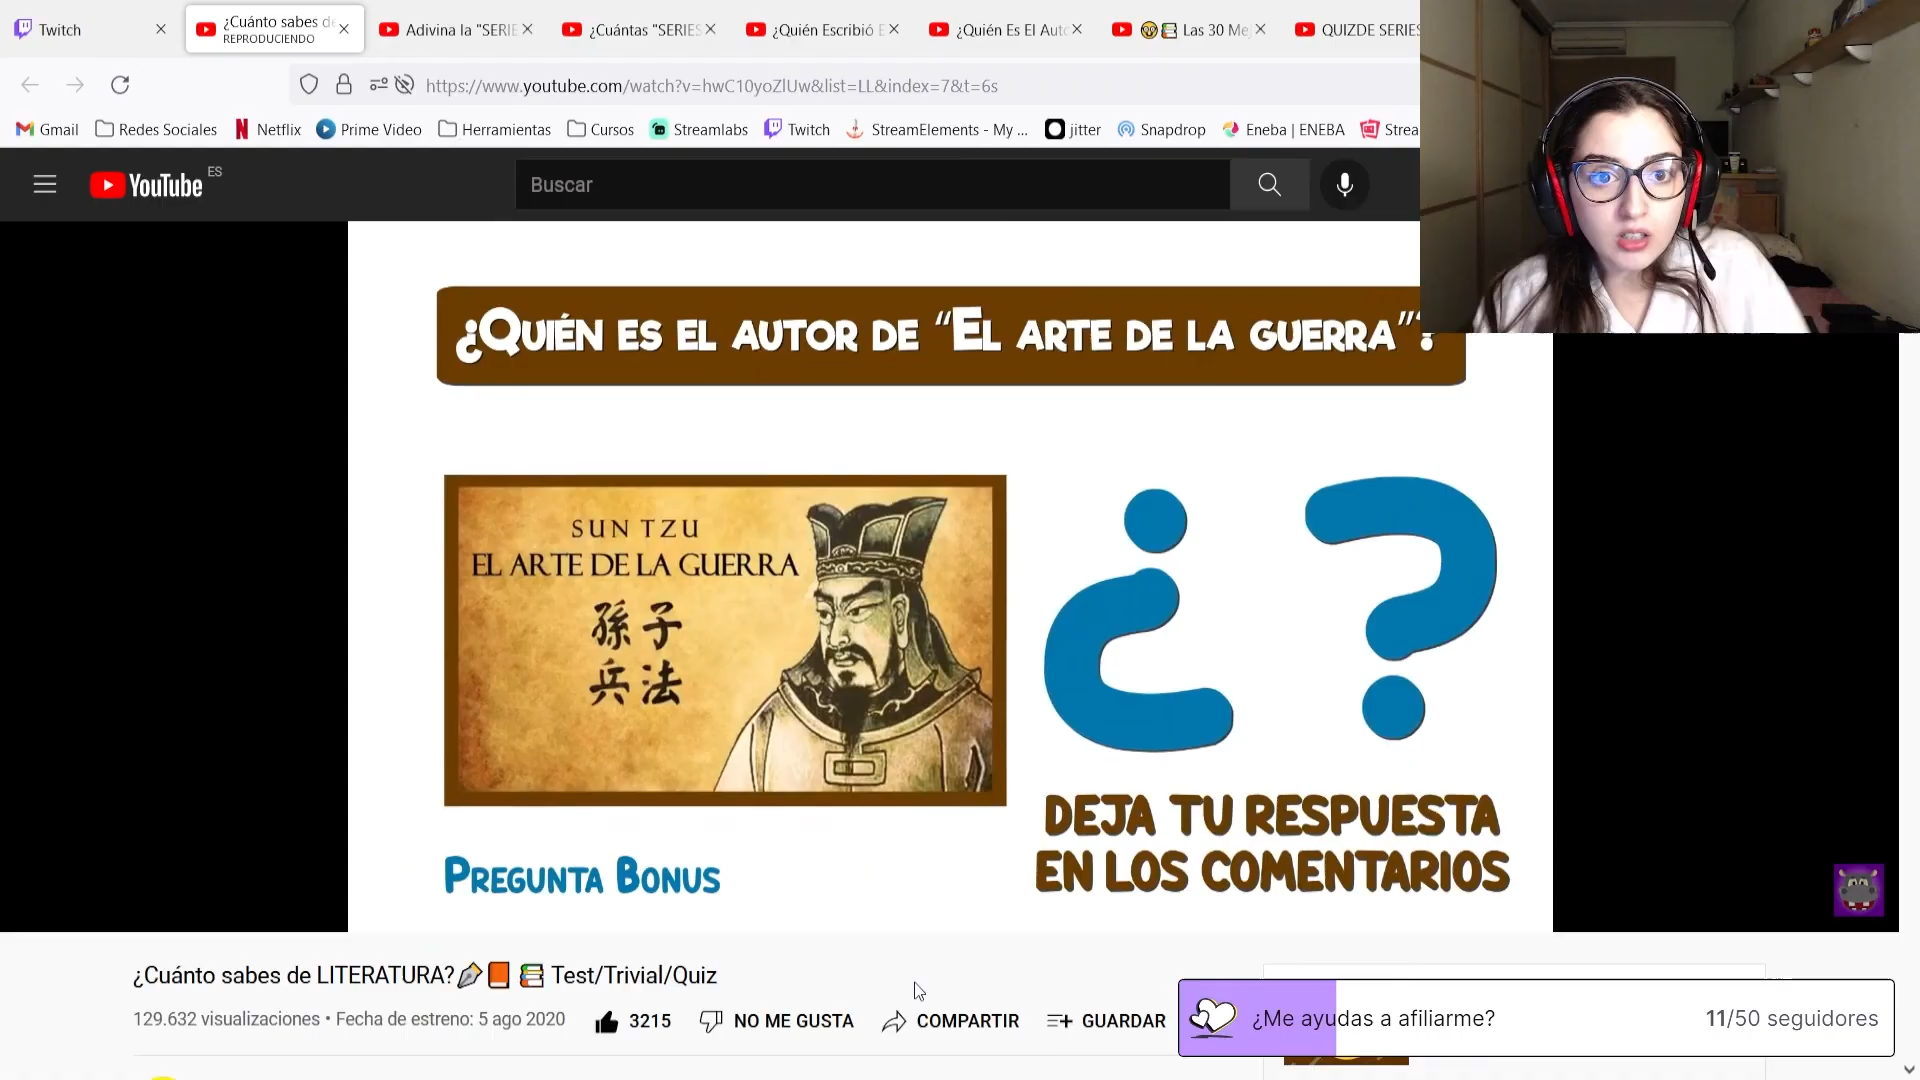 Twitch
¿Cuánto sabes de
REPRODUCIENDO
Adivina la "SERIE
¿Cuántas "SERIES
¿Quién Escribió E
¿Quién Es El Auto
Las 30 Me
QUIZDE SERIES
https://www.youtube.com/watch?v=hwC10yoZlUw&list=LL&index=7&t=6s
Gmail
Redes Sociales
Netflix
Prime Video
Herramientas
Cursos
Streamlabs
Twitch
StreamElements - My ...
jitter
Snapdrop
Eneba | ENEBA
Strea
YouTube ES
Buscar
¿Quién es el autor de “El arte de la guerra”?
SUN TZU
EL ARTE DE LA GUERRA
孫子
兵法
¿ ?
DEJA TU RESPUESTA
EN LOS COMENTARIOS
Pregunta Bonus
¿Cuánto sabes de LITERATURA? Test/Trivial/Quiz
129.632 visualizaciones • Fecha de estreno: 5 ago 2020
3215
NO ME GUSTA
COMPARTIR
GUARDAR
¿Me ayudas a afiliarme?
11/50 seguidores